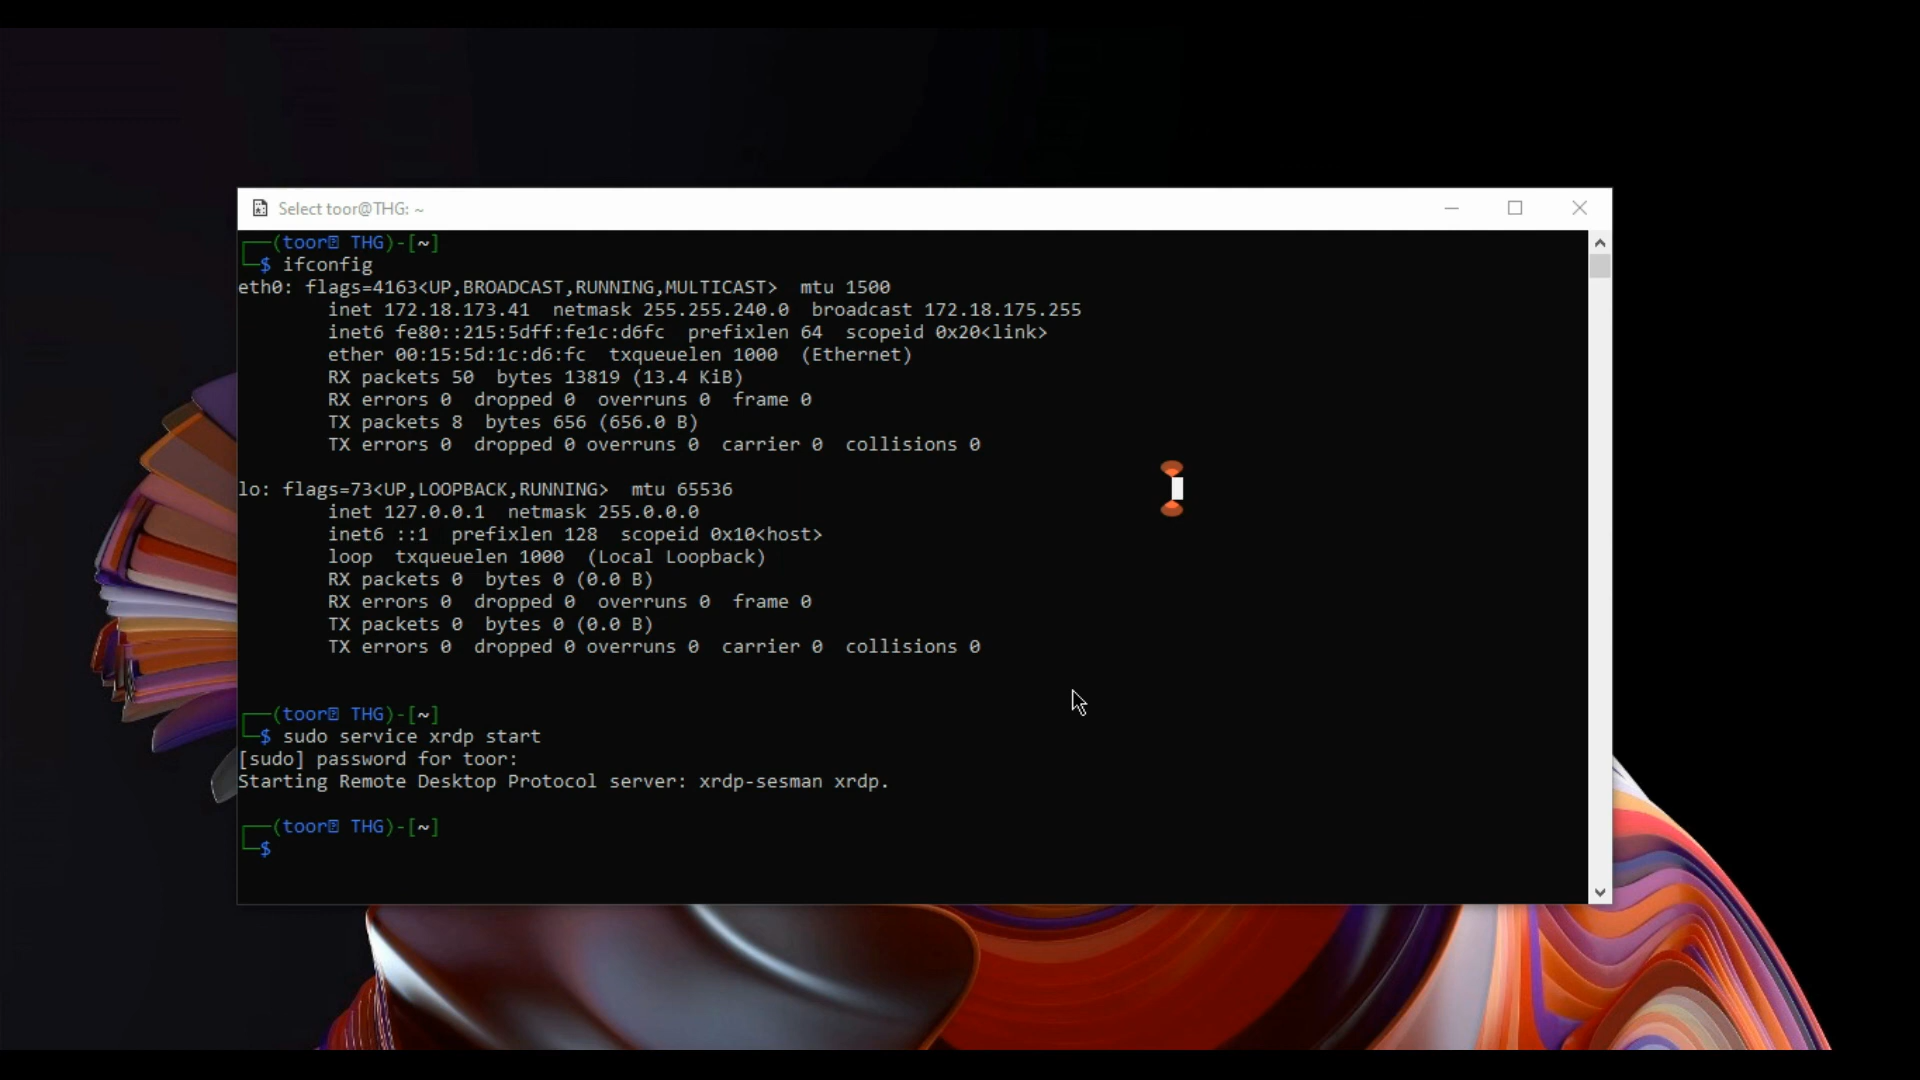 Select toor@THG: ~
┌──(toor⍰ THG)-[~]
└─$ ifconfig
eth0: flags=4163<UP,BROADCAST,RUNNING,MULTICAST>  mtu 1500
        inet 172.18.173.41  netmask 255.255.240.0  broadcast 172.18.175.255
        inet6 fe80::215:5dff:fe1c:d6fc  prefixlen 64  scopeid 0x20<link>
        ether 00:15:5d:1c:d6:fc  txqueuelen 1000  (Ethernet)
        RX packets 50  bytes 13819 (13.4 KiB)
        RX errors 0  dropped 0  overruns 0  frame 0
        TX packets 8  bytes 656 (656.0 B)
        TX errors 0  dropped 0 overruns 0  carrier 0  collisions 0
lo: flags=73<UP,LOOPBACK,RUNNING>  mtu 65536
        inet 127.0.0.1  netmask 255.0.0.0
        inet6 ::1  prefixlen 128  scopeid 0x10<host>
        loop  txqueuelen 1000  (Local Loopback)
        RX packets 0  bytes 0 (0.0 B)
        RX errors 0  dropped 0  overruns 0  frame 0
        TX packets 0  bytes 0 (0.0 B)
        TX errors 0  dropped 0 overruns 0  carrier 0  collisions 0
┌──(toor⍰ THG)-[~]
└─$ sudo service xrdp start
[sudo] password for toor:
Starting Remote Desktop Protocol server: xrdp-sesman xrdp.
┌──(toor⍰ THG)-[~]
└─$